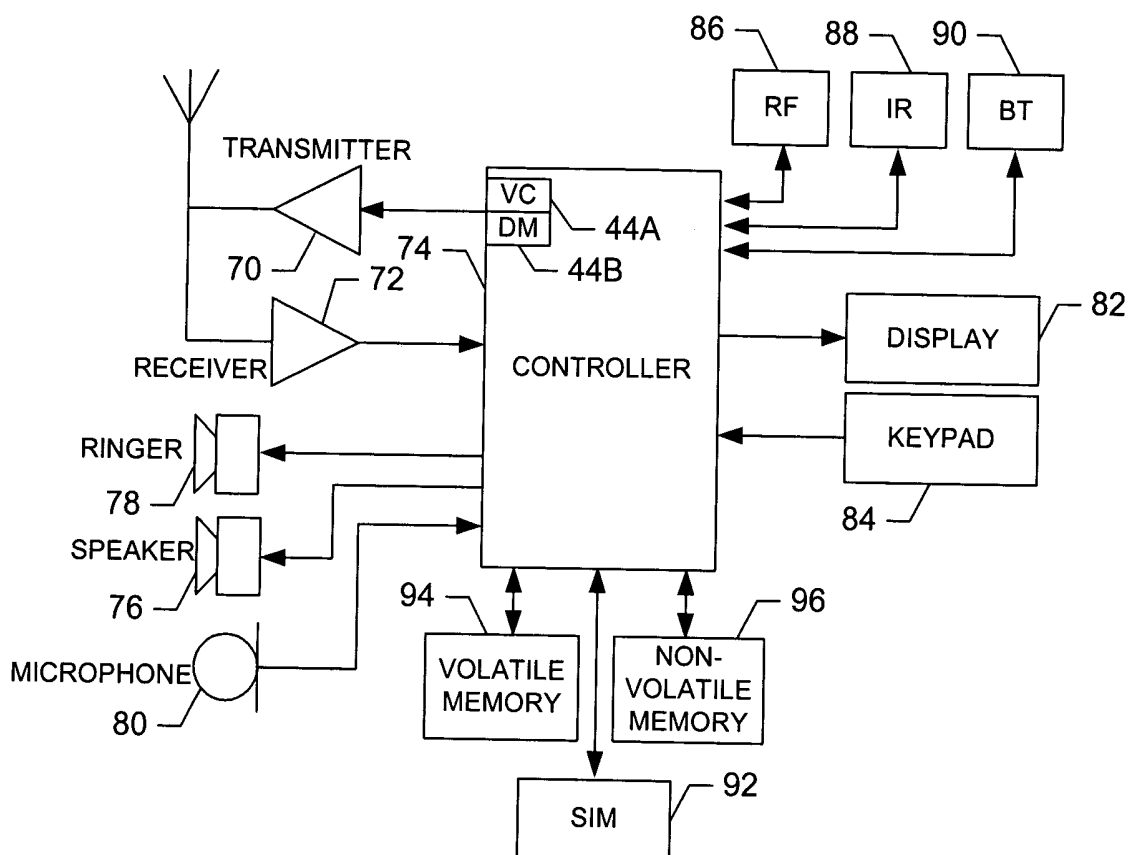 86
88
90
RF
IR
BT
TRANSMITTER
VC
DM
44A
44B
70
74
72
RECEIVER
CONTROLLER
DISPLAY
82
KEYPAD
84
RINGER
78
SPEAKER
76
MICROPHONE
80
94
96
VOLATILE
MEMORY
NON-
VOLATILE
MEMORY
SIM
92